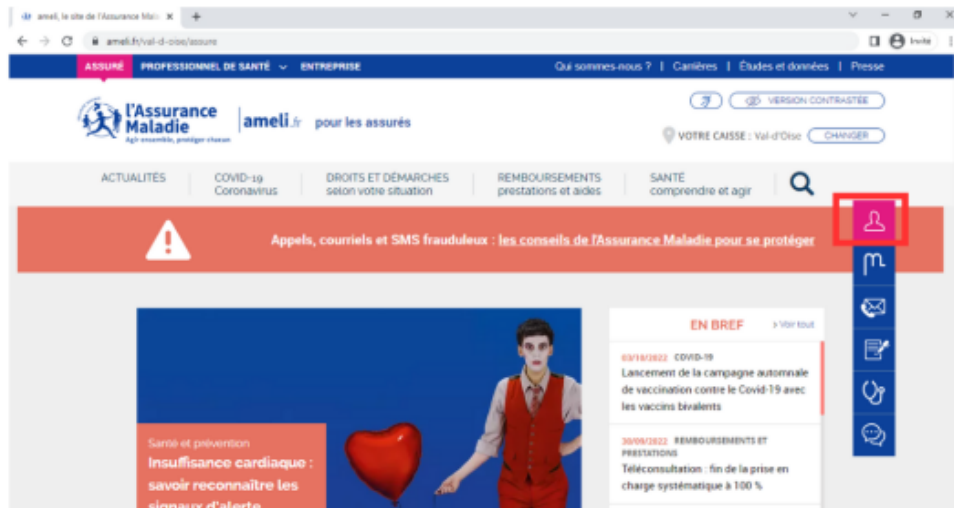 ameli, le site de l'Assurance Mala
ameli.fr/val-d-oise/assure
Invité
ASSURÉ PROFESSIONNEL DE SANTÉ ENTREPRISE Qui sommes-nous ? | Carrières | Études et données | Presse
l'Assurance
Maladie
Agir ensemble, protéger chacun
ameli.fr pour les assurés
VERSION CONTRASTÉE
VOTRE CAISSE : Val-d'Oise CHANGER
ACTUALITÉS
COVID-19
Coronavirus
DROITS ET DÉMARCHES
selon votre situation
REMBOURSEMENTS
prestations et aides
SANTÉ
comprendre et agir
Appels, courriels et SMS frauduleux : les conseils de l'Assurance Maladie pour se protéger
EN BREF > Voir tout
03/10/2022 COVID-19
Lancement de la campagne automnale
de vaccination contre le Covid-19 avec
les vaccins bivalents
30/09/2022 REMBOURSEMENTS ET
PRESTATIONS
Téléconsultation : fin de la prise en
charge systématique à 100 %
Santé et prévention
Insuffisance cardiaque :
savoir reconnaître les
signaux d'alerte